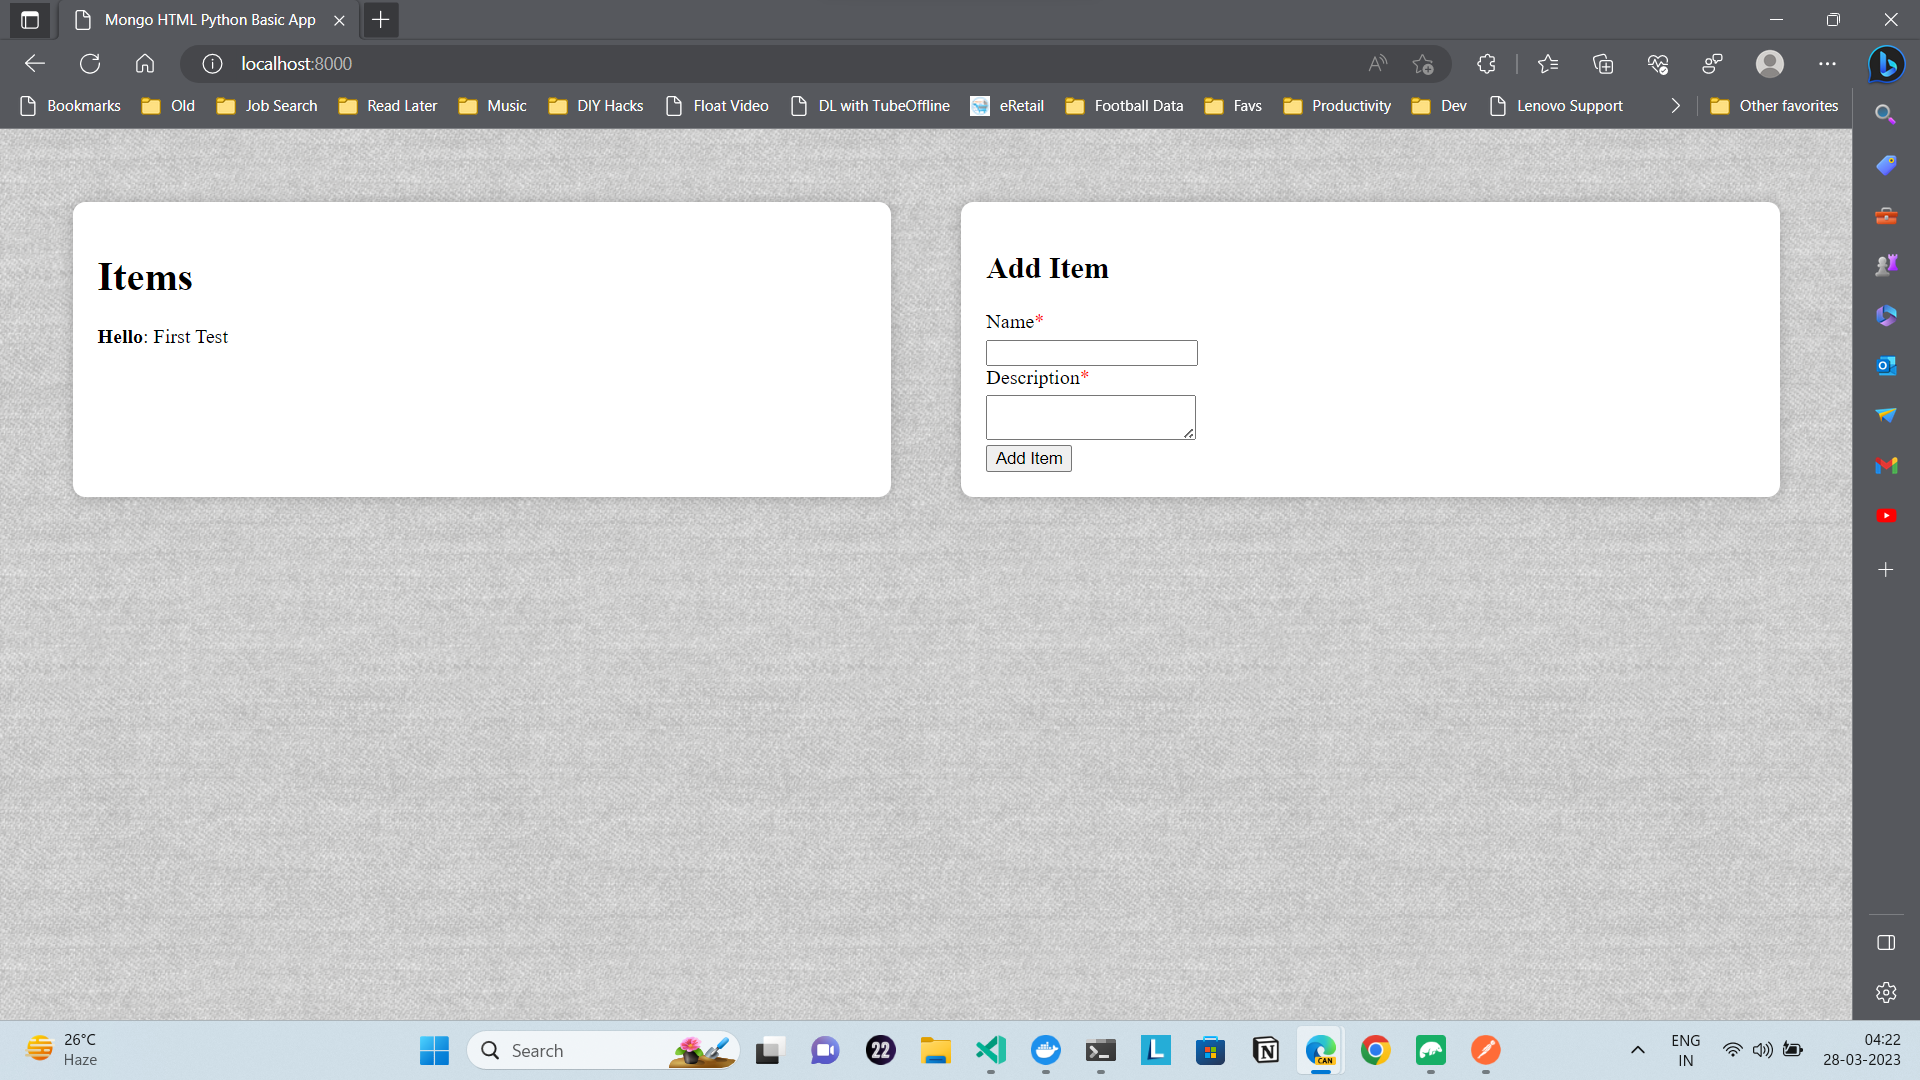 Mongo HTML Python Basic App
localhost:8000
Bookmarks Old Job Search Read Later Music DIY Hacks Float Video DL with TubeOffline eRetail Football Data Favs Productivity Dev Lenovo Support Other favorites
Items
Hello: First Test
Add Item
Name*
Description*
Add Item
26°C
Haze
Search
22
CAN
ENG
IN
04:22
28-03-2023